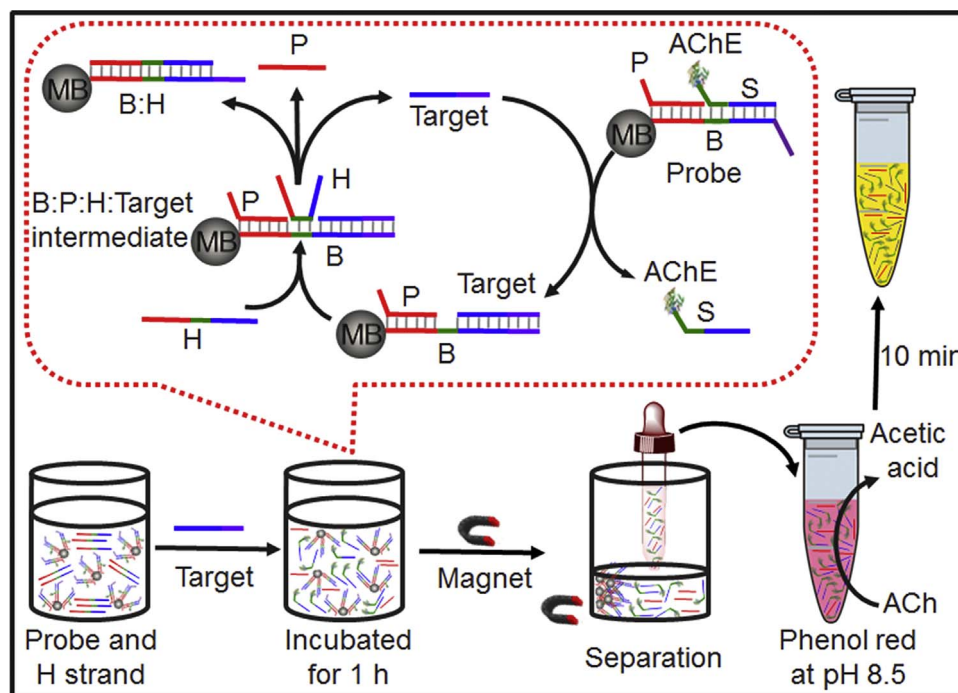 P
AChE
MB
B:H
Target
P
S
MB
B
Probe
H
B:P:H:Target
intermediate
P
MB
B
AChE
S
Target
P
H
MB
B
10 min
Acetic
acid
Target
Magnet
ACh
Probe and
H strand
Incubated
for 1 h
Separation
Phenol red
at pH 8.5